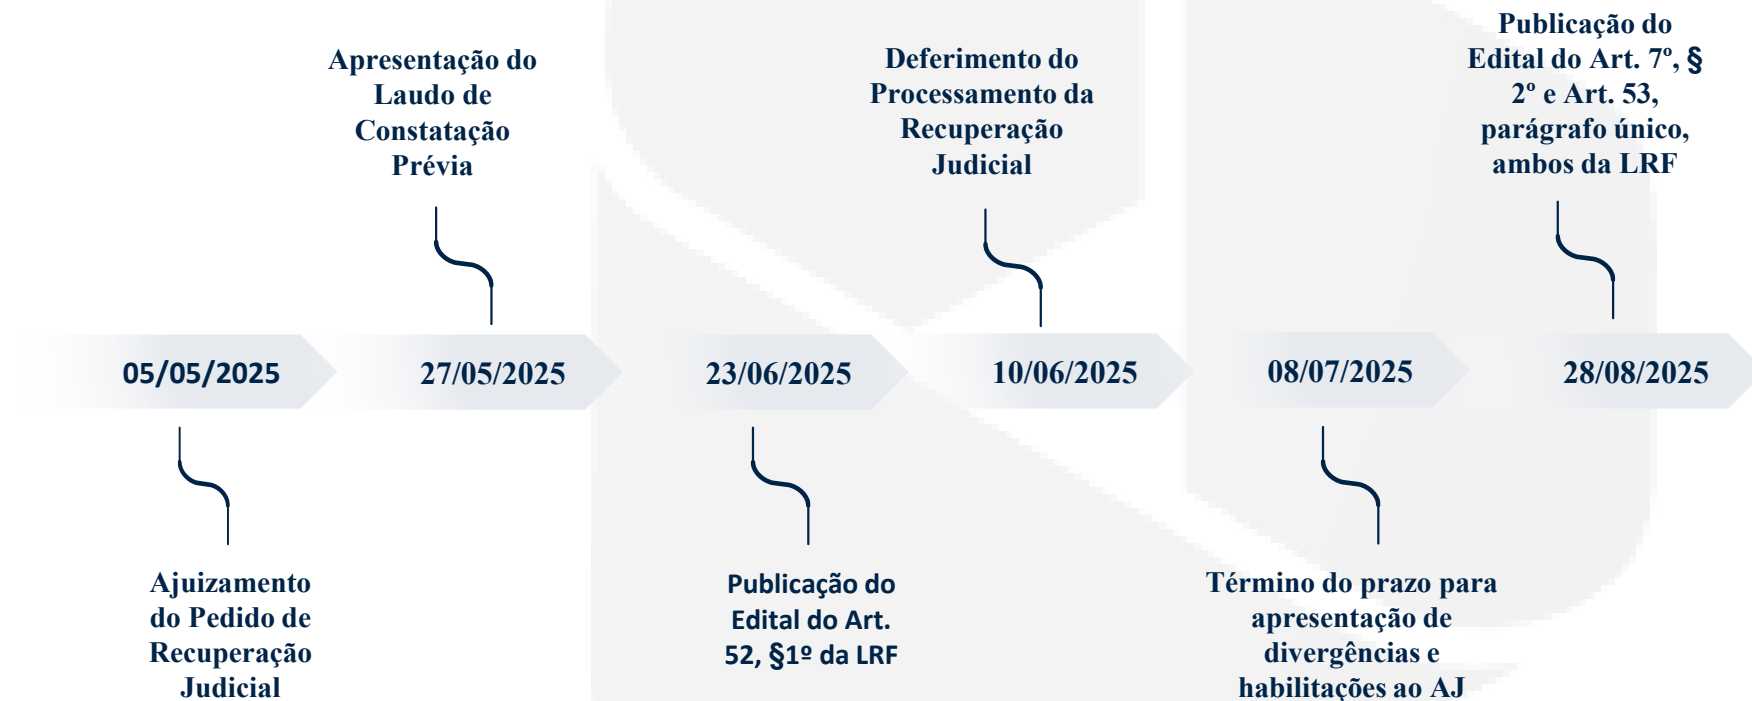 Apresentação do
Laudo de
Constatação
Prévia
Deferimento do
Processamento da
Recuperação
Judicial
Publicação do
Edital do Art. 7º, §
2º e Art. 53,
parágrafo único,
ambos da LRF
05/05/2025
27/05/2025
23/06/2025
10/06/2025
08/07/2025
28/08/2025
Ajuizamento
do Pedido de
Recuperação
Judicial
Publicação do
Edital do Art.
52, §1º da LRF
Término do prazo para
apresentação de
divergências e
habilitações ao AJ